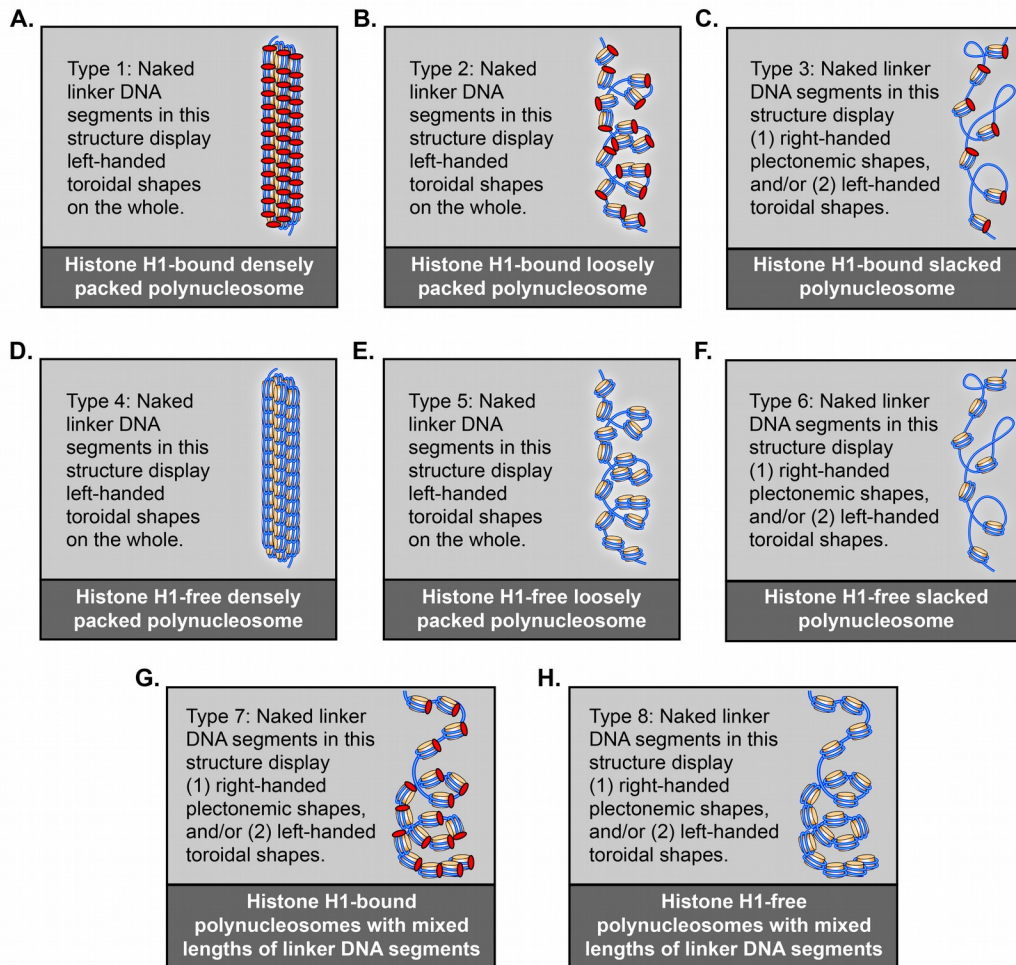 A.
Type 1: Naked
linker DNA
segments in this
structure display
left-handed
toroidal shapes
on the whole.
Histone H1-bound densely
packed polynucleosome
B.
Type 2: Naked
linker DNA
segments in this
structure display
left-handed
toroidal shapes
on the whole.
Histone H1-bound loosely
packed polynucleosome
C.
Type 3: Naked linker
DNA segments in this
structure display
(1) right-handed
plectonemic shapes,
and/or (2) left-handed
toroidal shapes.
Histone H1-bound slacked
polynucleosome
D.
Type 4: Naked
linker DNA
segments in this
structure display
left-handed
toroidal shapes
on the whole.
Histone H1-free densely
packed polynucleosome
E.
Type 5: Naked
linker DNA
segments in this
structure display
left-handed
toroidal shapes
on the whole.
Histone H1-free loosely
packed polynucleosome
F.
Type 6: Naked linker
DNA segments in this
structure display
(1) right-handed
plectonemic shapes,
and/or (2) left-handed
toroidal shapes.
Histone H1-free slacked
polynucleosome
G.
Type 7: Naked linker
DNA segments in this
structure display
(1) right-handed
plectonemic shapes,
and/or (2) left-handed
toroidal shapes.
Histone H1-bound
polynucleosomes with mixed
lengths of linker DNA segments
H.
Type 8: Naked linker
DNA segments in this
structure display
(1) right-handed
plectonemic shapes,
and/or (2) left-handed
toroidal shapes.
Histone H1-free
polynucleosomes with mixed
lengths of linker DNA segments